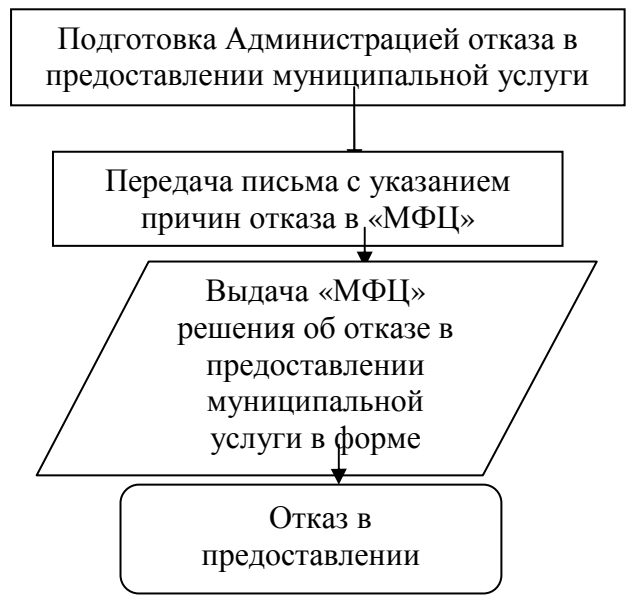 Подготовка Администрацией отказа в
предоставлении муниципальной услуги
Передача письма с указанием
причин отказа в «МФЦ»
Выдача «МФЦ»
решения об отказе в
предоставлении
муниципальной
услуги в форме
Отказ в
предоставлении